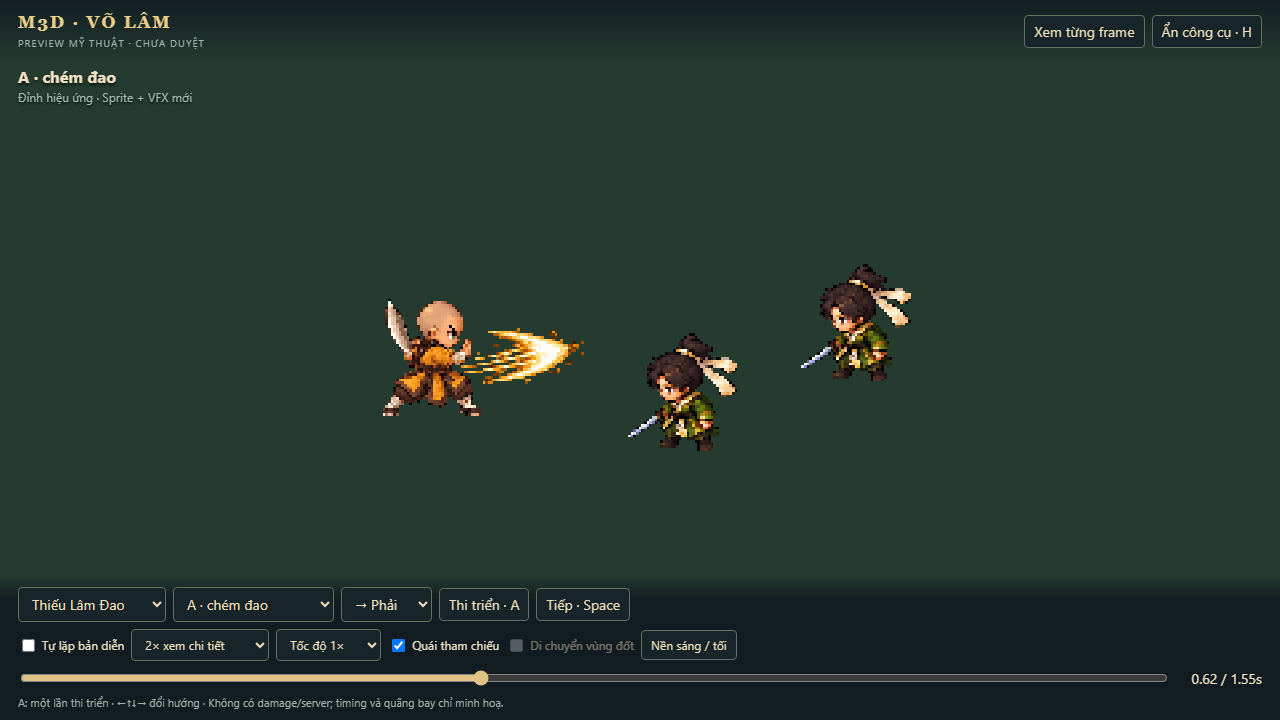 M3D · VÕ LÂM
PREVIEW MỸ THUẬT · CHƯA DUYỆT
Xem từng frame
Ẩn công cụ · H
A · chém đao
Đỉnh hiệu ứng · Sprite + VFX mới
Thiếu Lâm Đao
A · chém đao
→ Phải
Thi triển · A
Tiếp · Space
Tự lặp bản diễn
2× xem chi tiết
Tốc độ 1×
Quái tham chiếu
Di chuyển vùng đốt
Nền sáng / tối
0.62 / 1.55s
A: một lần thi triển · ←↑↓→ đổi hướng · Không có damage/server; timing và quãng bay chỉ minh hoạ.